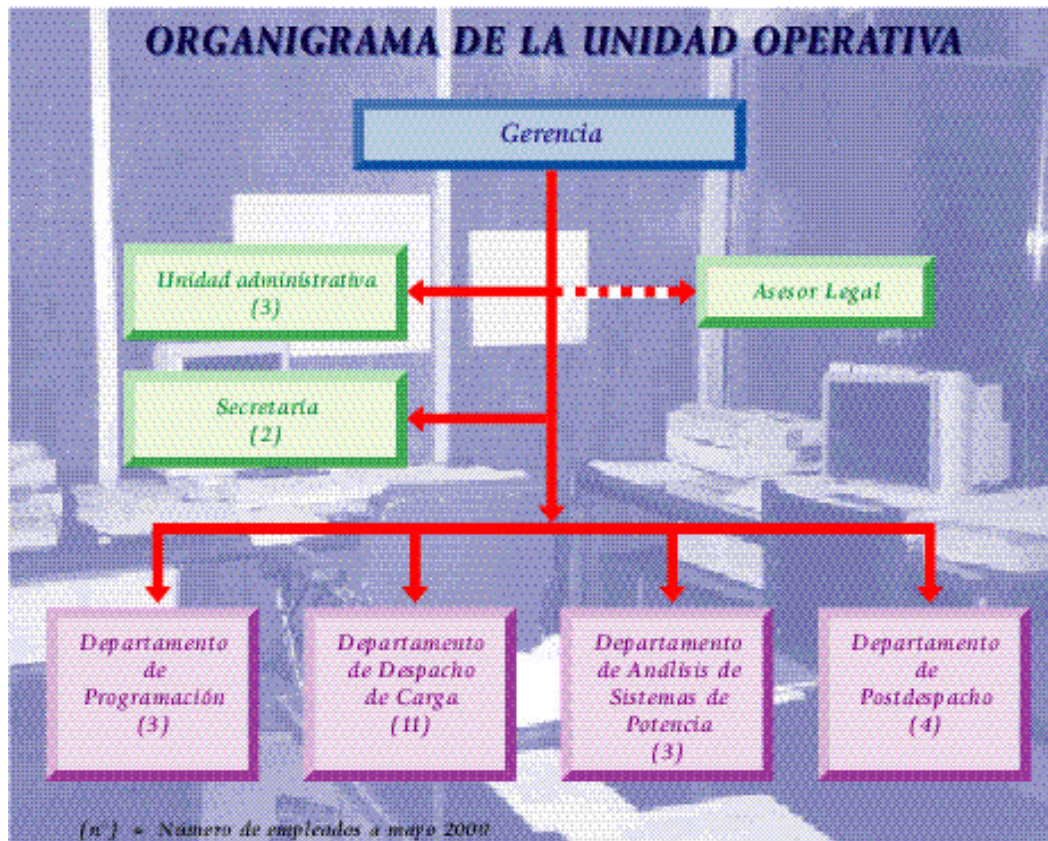 ORGANIGRAMA DE LA UNIDAD OPERATIVA
Gerencia
Unidad administrativa
(3)
Asesor Legal
Secretaría
(2)
Departamento
de
Programación
(3)
Departamento
de Despacho
de Carga
(11)
Departamento
de Análisis de
Sistemas de
Potencia
(3)
Departamento
de
Postdespacho
(4)
(n°) = Número de empleados a mayo 2000